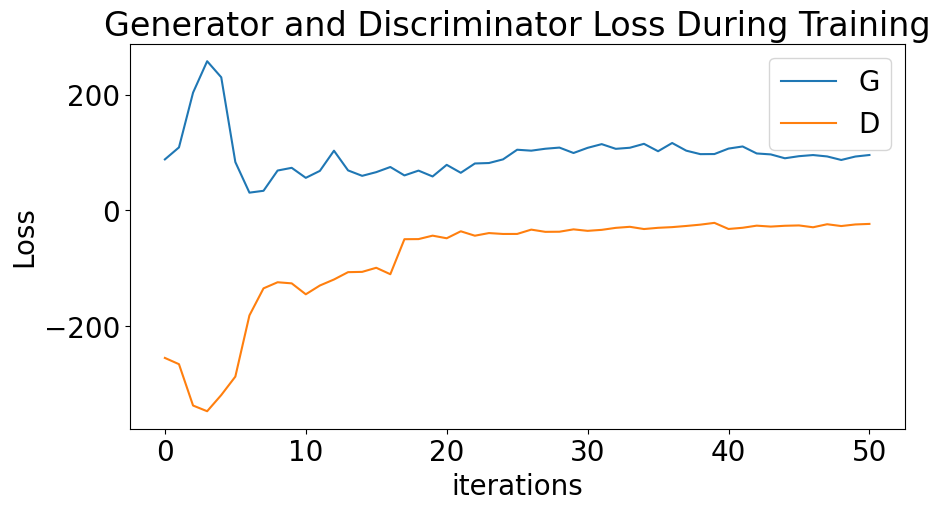 Generator and Discriminator Loss During Training
G
D
200
0
−200
Loss
0 10 20 30 40 50
iterations